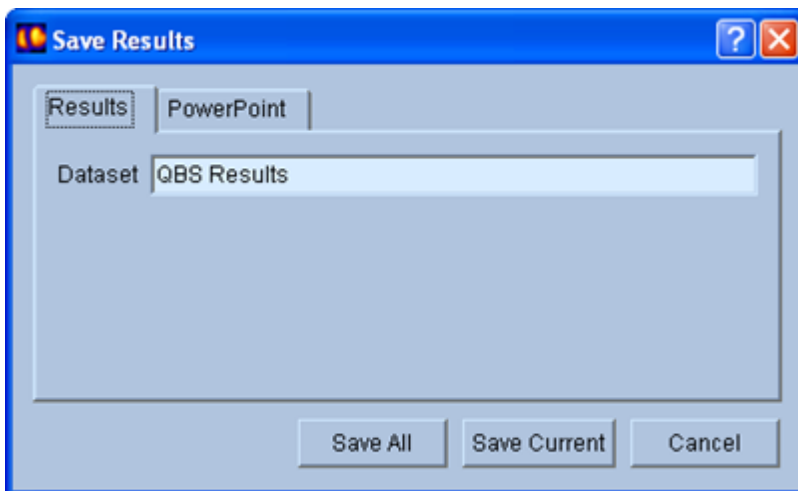 Save Results
Results PowerPoint
Dataset QBS Results
Save All Save Current Cancel